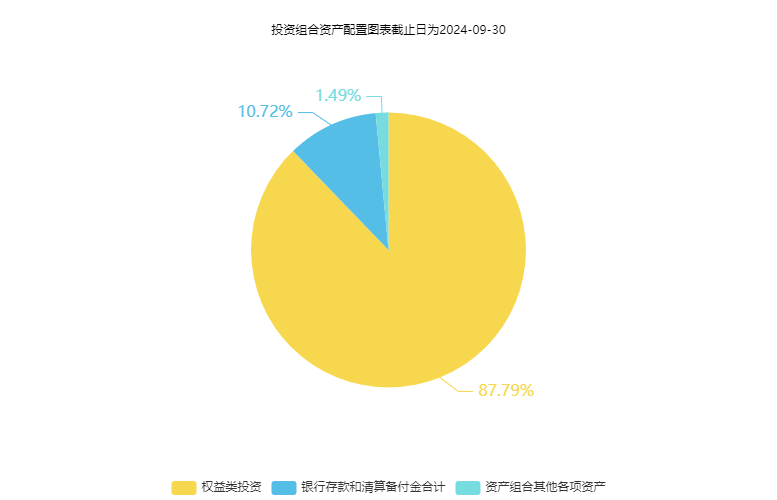 投资组合资产配置图表截止日为2024-09-30
1.49%
10.72%
87.79%
权益类投资
银行存款和清算备付金合计
资产组合其他各项资产